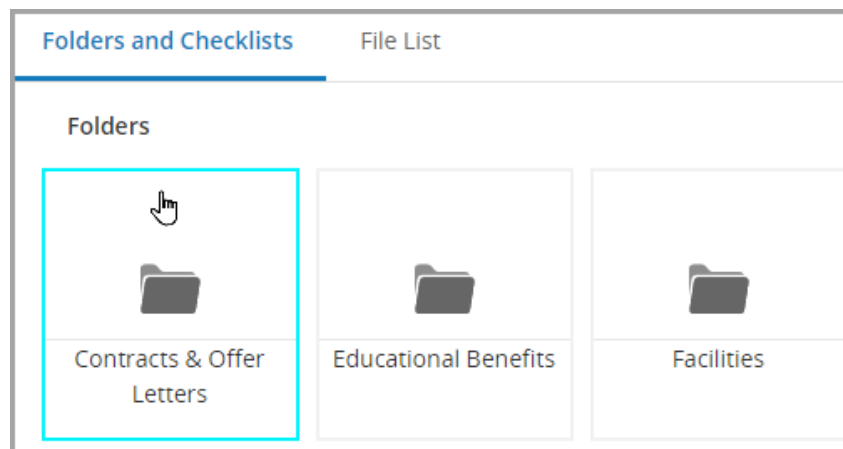 Folders and Checklists File List
Folders
Contracts & Offer Letters
Educational Benefits
Facilities